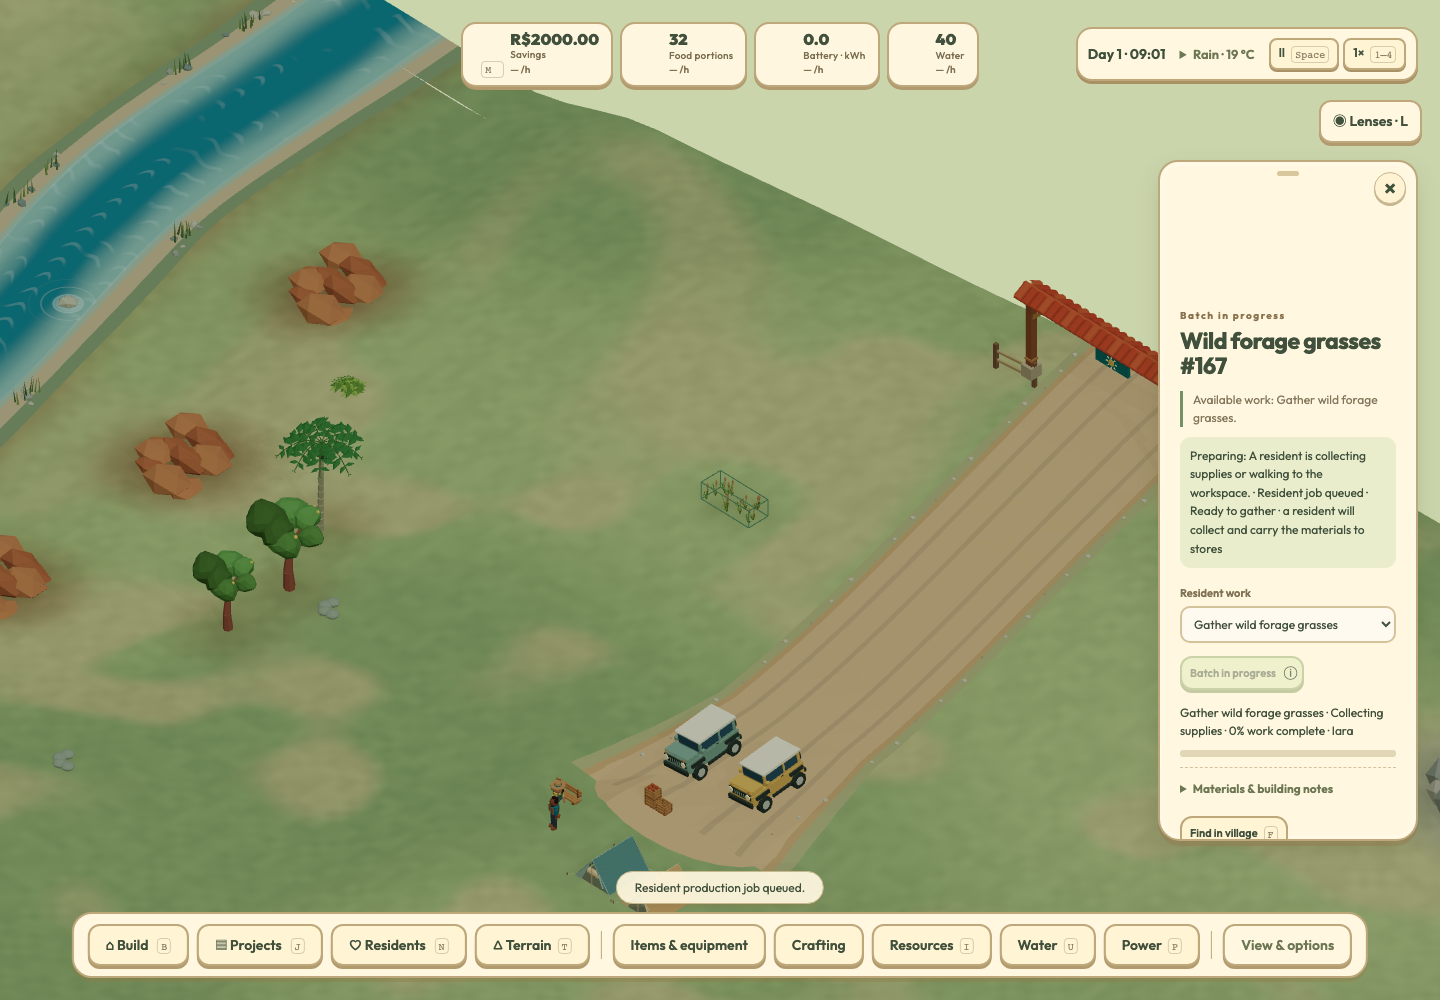 R$2000.00
Savings
M
— /h
32
Food portions
— /h
0.0
Battery · kWh
— /h
40
Water
— /h
Day 1 · 09:01
▶ Rain · 19 °C
II Space
1× 1–4
◉ Lenses · L
×
Batch in progress
Wild forage grasses
#167
Available work: Gather wild forage
grasses.
Preparing: A resident is collecting
supplies or walking to the
workspace. · Resident job queued ·
Ready to gather · a resident will
collect and carry the materials to
stores
Resident work
Gather wild forage grasses
Batch in progress ⓘ
Gather wild forage grasses · Collecting
supplies · 0% work complete · Iara
▶ Materials & building notes
Find in village F
Resident production job queued.
⌂ Build B
▤ Projects J
♡ Residents N
△ Terrain T
Items & equipment
Crafting
Resources I
Water U
Power P
View & options